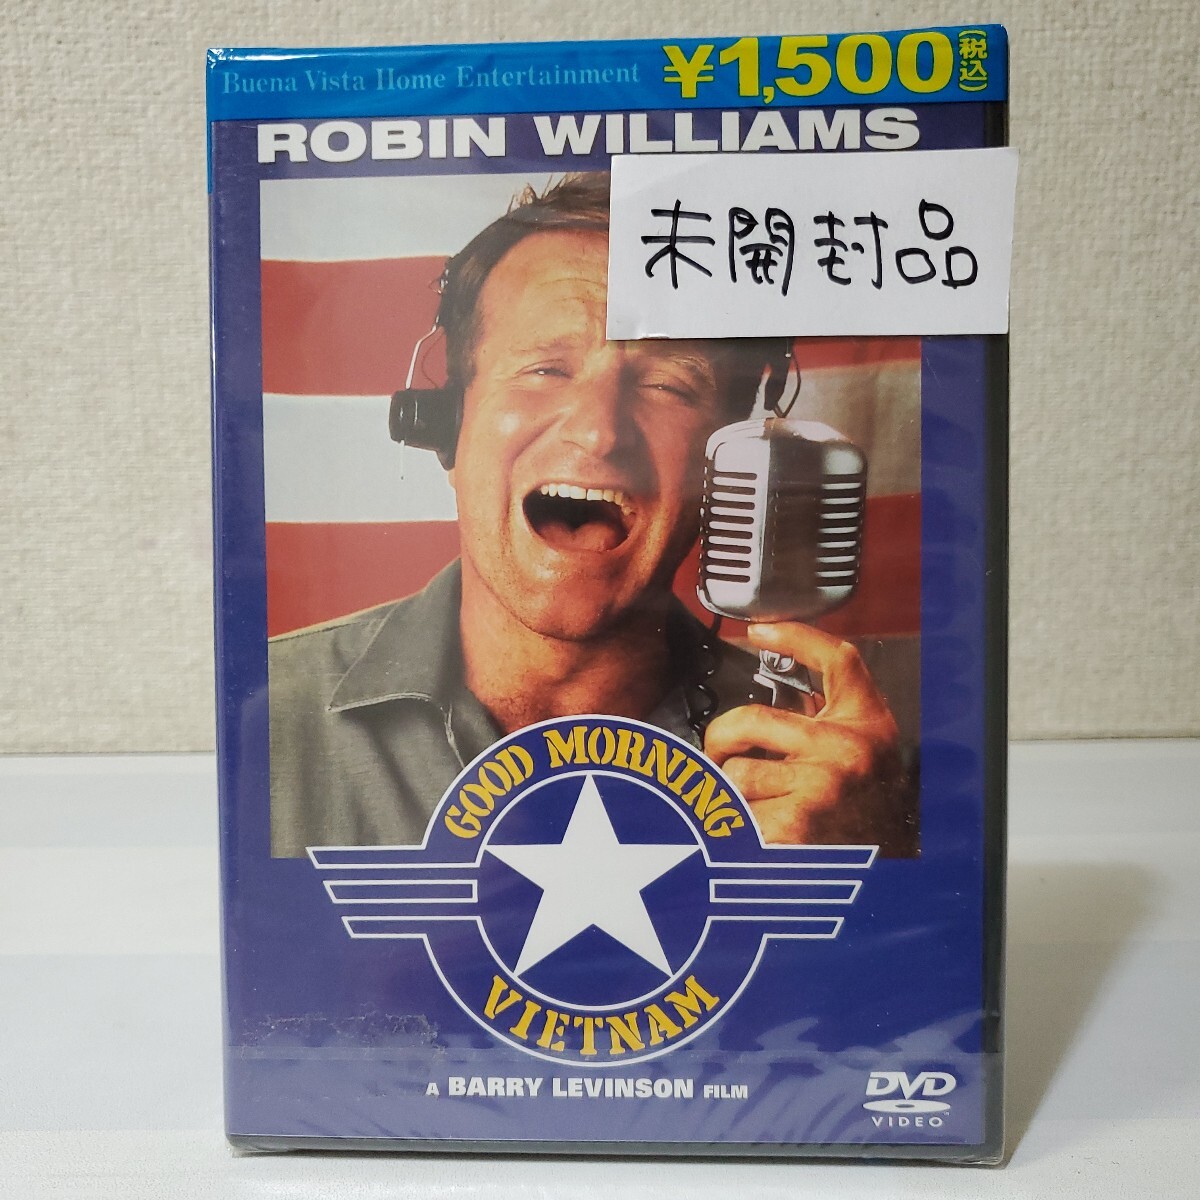 Buena Vista Home Entertainment ¥1,500(税込)
ROBIN WILLIAMS
未開封品
GOOD MORNING
VIETNAM
A BARRY LEVINSON FILM
DVD
VIDEO